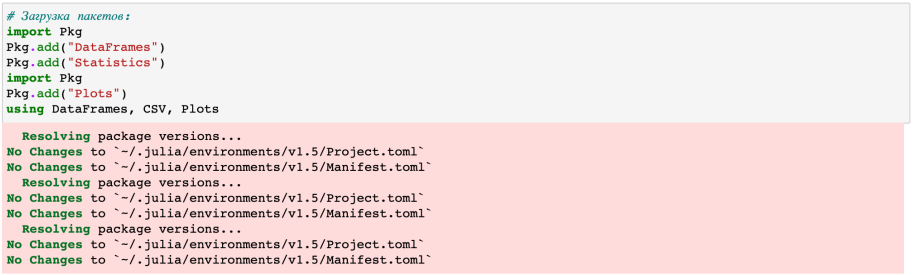 # Загрузка пакетов:
import Pkg
Pkg.add("DataFrames")
Pkg.add("Statistics")
import Pkg
Pkg.add("Plots")
using DataFrames, CSV, Plots
Resolving package versions...
No Changes to `~/.julia/environments/v1.5/Project.toml`
No Changes to `~/.julia/environments/v1.5/Manifest.toml`
Resolving package versions...
No Changes to `~/.julia/environments/v1.5/Project.toml`
No Changes to `~/.julia/environments/v1.5/Manifest.toml`
Resolving package versions...
No Changes to `~/.julia/environments/v1.5/Project.toml`
No Changes to `~/.julia/environments/v1.5/Manifest.toml`